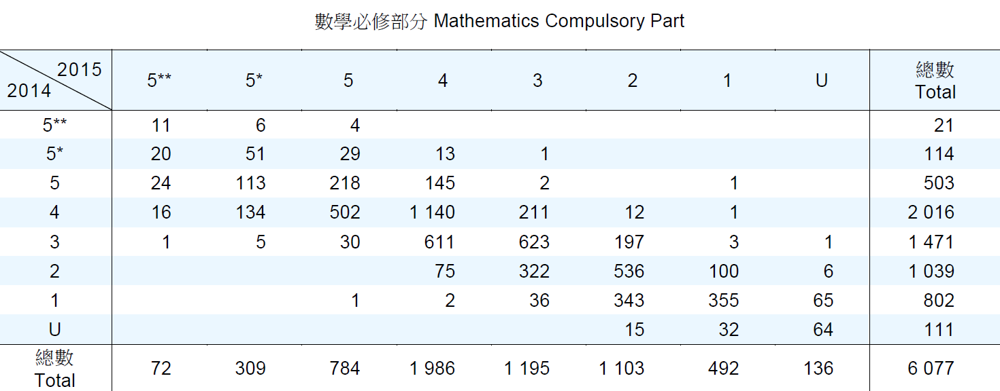 數學必修部分 Mathematics Compulsory Part
2015
2014
5** 5* 5 4 3 2 1 U 總數
Total
5** 11 6 4 21
5* 20 51 29 13 1 114
5 24 113 218 145 2 1 503
4 16 134 502 1 140 211 12 1 2 016
3 1 5 30 611 623 197 3 1 1 471
2 75 322 536 100 6 1 039
1 1 2 36 343 355 65 802
U 15 32 64 111
總數
Total 72 309 784 1 986 1 195 1 103 492 136 6 077